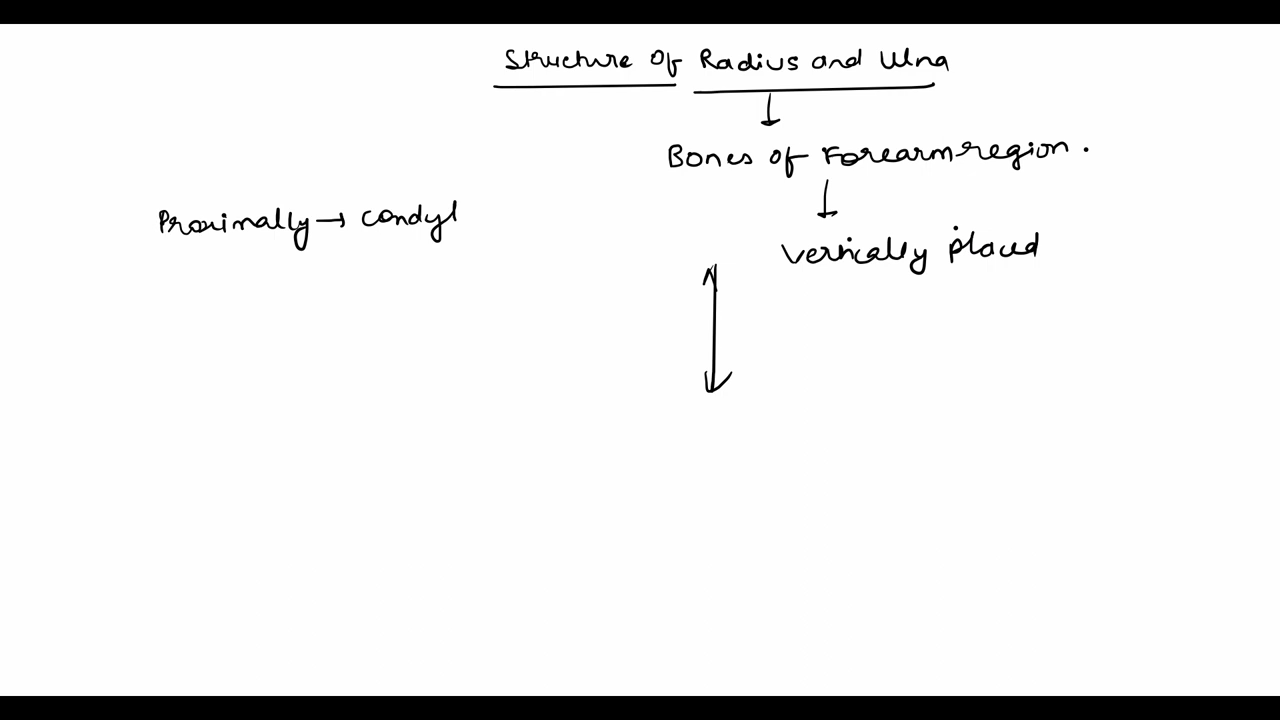 Structure of Radius and Ulna
Bones of Forearm region.
Proximally → condyl
Vertically placed